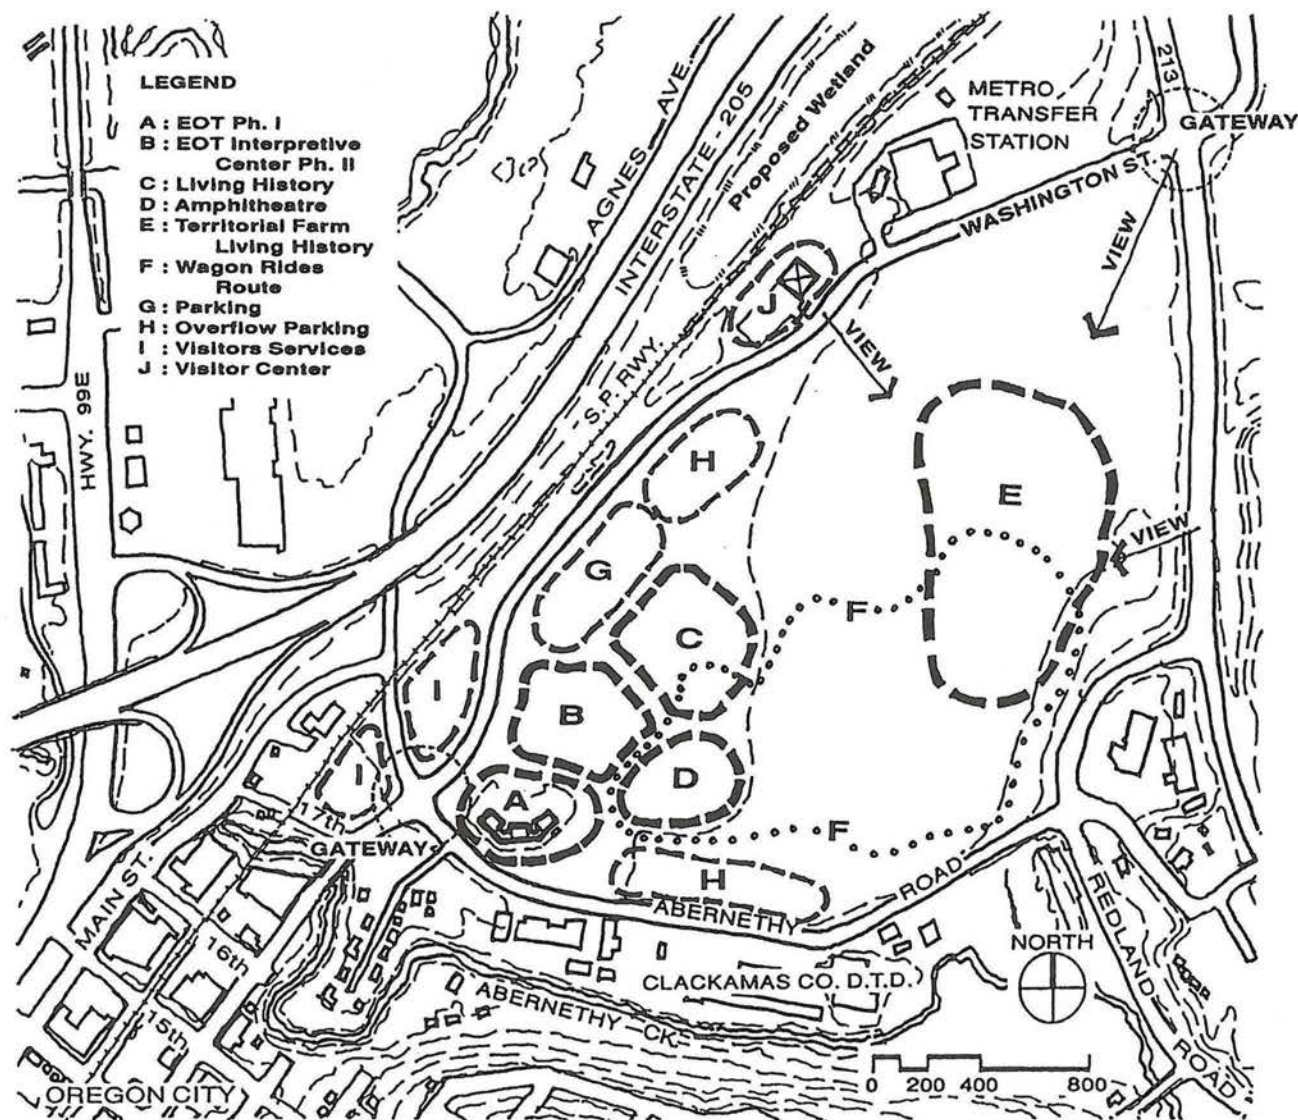 LEGEND
A : EOT Ph. I
B : EOT Interpretive
Center Ph. II
C : Living History
D : Amphitheatre
E : Territorial Farm
Living History
F : Wagon Rides
Route
G : Parking
H : Overflow Parking
I : Visitors Services
J : Visitor Center
HWY. 99E
AGNES AVE.
INTERSTATE - 205
Proposed Wetland
METRO
TRANSFER
STATION
213
GATEWAY
WASHINGTON ST.
VIEW
J
VIEW
S.P. RWY.
H
E
VIEW
G
F
C
I
B
D
I
A
17th
GATEWAY
F
H
ABERNETHY ROAD
MAIN ST.
16th
15th
REDLAND ROAD
NORTH
CLACKAMAS CO. D.T.D.
ABERNETHY CK.
OREGON CITY
0 200 400 800